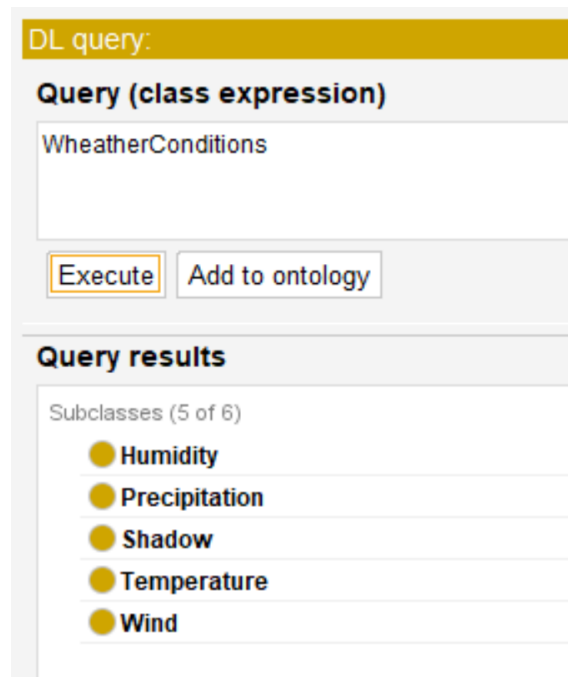 DL query:
Query (class expression)
WheatherConditions
Execute Add to ontology
Query results
Subclasses (5 of 6)
Humidity
Precipitation
Shadow
Temperature
Wind